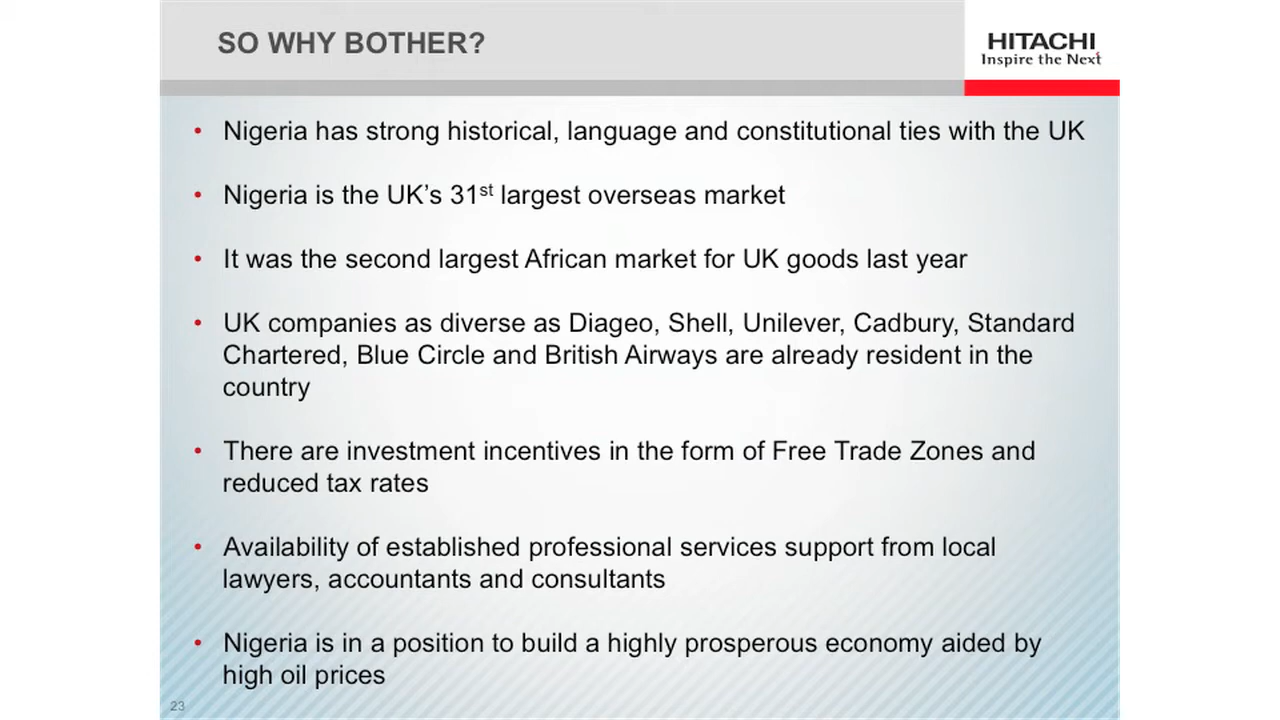 SO WHY BOTHER?
HITACHI
Inspire the Next
• Nigeria has strong historical, language and constitutional ties with the UK
• Nigeria is the UK’s 31st largest overseas market
• It was the second largest African market for UK goods last year
• UK companies as diverse as Diageo, Shell, Unilever, Cadbury, Standard
Chartered, Blue Circle and British Airways are already resident in the
country
• There are investment incentives in the form of Free Trade Zones and
reduced tax rates
• Availability of established professional services support from local
lawyers, accountants and consultants
• Nigeria is in a position to build a highly prosperous economy aided by
high oil prices
23